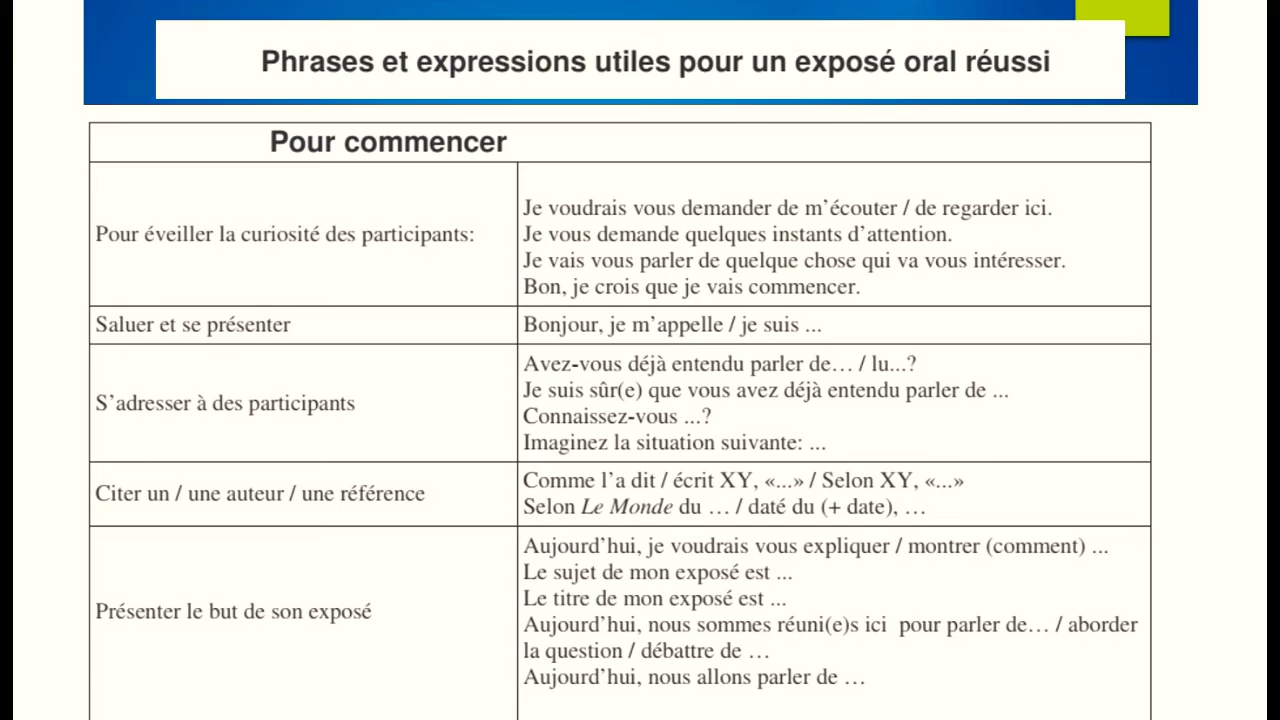 Phrases et expressions utiles pour un exposé oral réussi
Pour commencer
Pour éveiller la curiosité des participants:
Je voudrais vous demander de m’écouter / de regarder ici.
Je vous demande quelques instants d’attention.
Je vais vous parler de quelque chose qui va vous intéresser.
Bon, je crois que je vais commencer.
Saluer et se présenter
Bonjour, je m’appelle / je suis ...
S’adresser à des participants
Avez-vous déjà entendu parler de… / lu...?
Je suis sûr(e) que vous avez déjà entendu parler de ...
Connaissez-vous ...?
Imaginez la situation suivante: ...
Citer un / une auteur / une référence
Comme l’a dit / écrit XY, «...» / Selon XY, «...»
Selon Le Monde du … / daté du (+ date), …
Présenter le but de son exposé
Aujourd’hui, je voudrais vous expliquer / montrer (comment) ...
Le sujet de mon exposé est ...
Le titre de mon exposé est ...
Aujourd’hui, nous sommes réuni(e)s ici  pour parler de… / aborder
la question / débattre de …
Aujourd’hui, nous allons parler de …